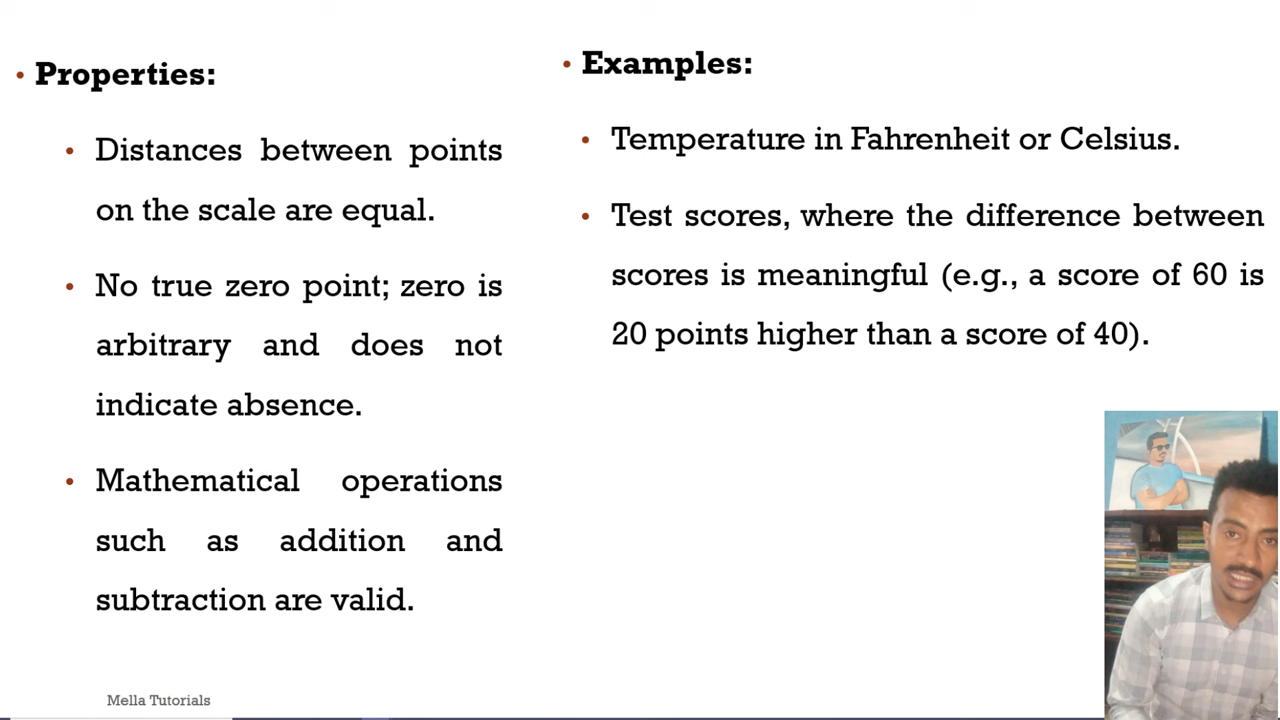 • Properties:
• Distances between points
on the scale are equal.
• No true zero point; zero is
arbitrary and does not
indicate absence.
• Mathematical operations
such as addition and
subtraction are valid.
• Examples:
• Temperature in Fahrenheit or Celsius.
• Test scores, where the difference between
scores is meaningful (e.g., a score of 60 is
20 points higher than a score of 40).
Mella Tutorials